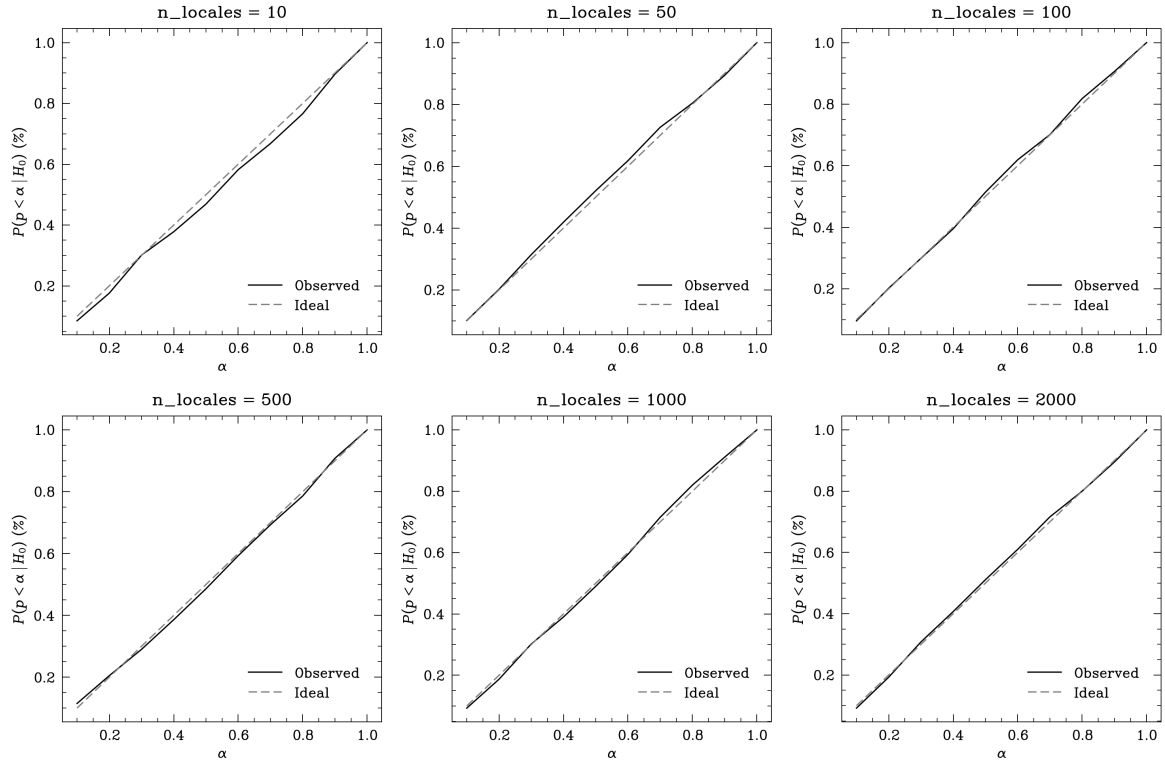 n_locales = 10
1.0
0.8
0.6
0.4
0.2
P(p < α | H₀) (%)
Observed
Ideal
0.2 0.4 0.6 0.8 1.0
α
n_locales = 50
1.0
0.8
0.6
0.4
0.2
P(p < α | H₀) (%)
Observed
Ideal
0.2 0.4 0.6 0.8 1.0
α
n_locales = 100
1.0
0.8
0.6
0.4
0.2
P(p < α | H₀) (%)
Observed
Ideal
0.2 0.4 0.6 0.8 1.0
α
n_locales = 500
1.0
0.8
0.6
0.4
0.2
P(p < α | H₀) (%)
Observed
Ideal
0.2 0.4 0.6 0.8 1.0
α
n_locales = 1000
1.0
0.8
0.6
0.4
0.2
P(p < α | H₀) (%)
Observed
Ideal
0.2 0.4 0.6 0.8 1.0
α
n_locales = 2000
1.0
0.8
0.6
0.4
0.2
P(p < α | H₀) (%)
Observed
Ideal
0.2 0.4 0.6 0.8 1.0
α